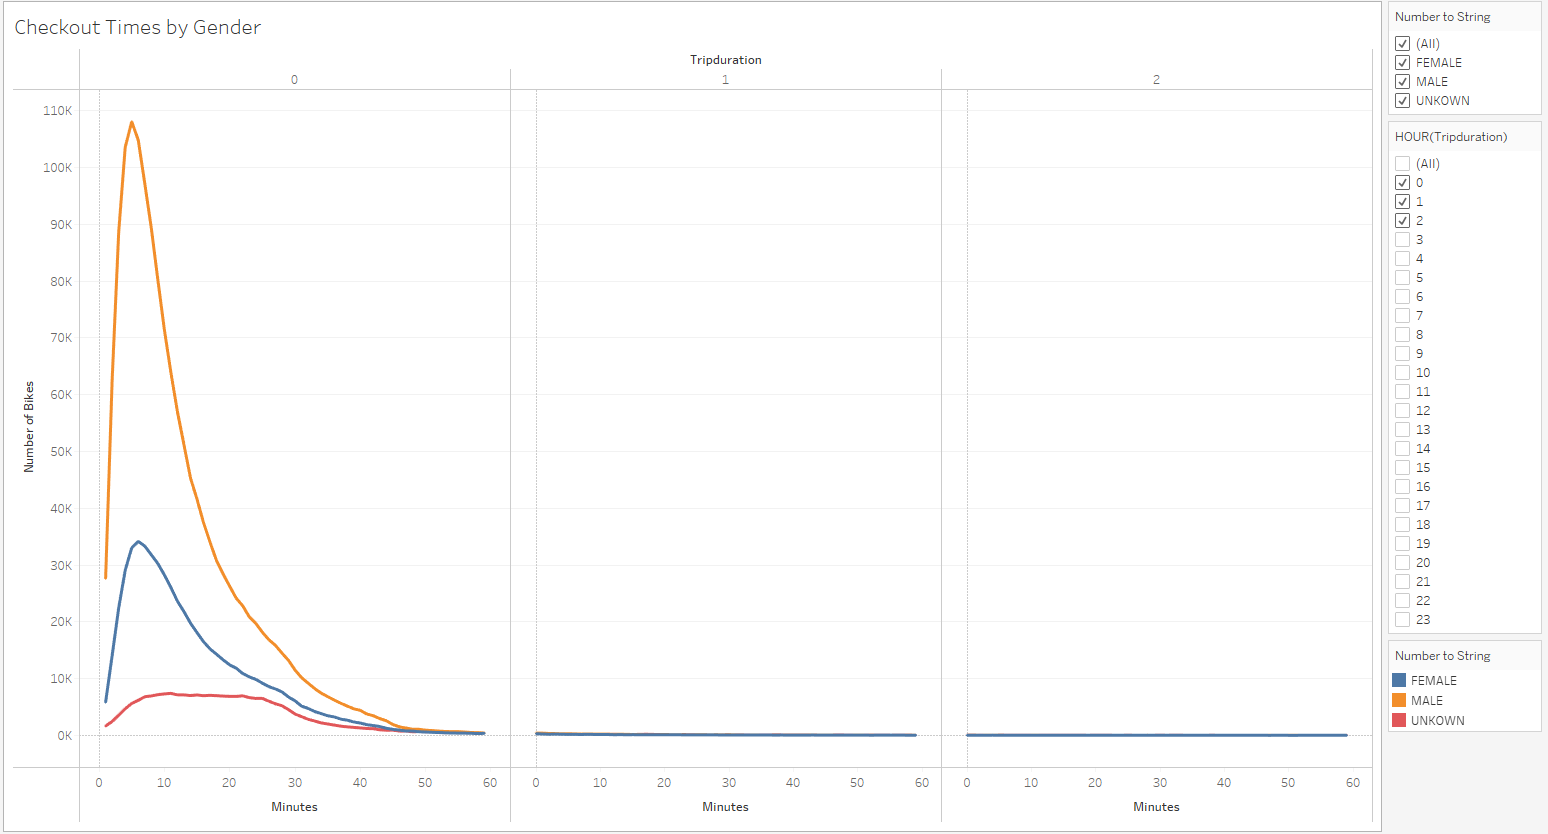 Checkout Times by Gender
Tripduration
0 1 2
110K
100K
90K
80K
70K
60K
50K
40K
30K
20K
10K
0K
Number of Bikes
0 10 20 30 40 50 60 0 10 20 30 40 50 60 0 10 20 30 40 50 60
Minutes Minutes Minutes
Number to String
(All)
FEMALE
MALE
UNKOWN
HOUR(Tripduration)
(All)
0
1
2
3
4
5
6
7
8
9
10
11
12
13
14
15
16
17
18
19
20
21
22
23
Number to String
FEMALE
MALE
UNKOWN